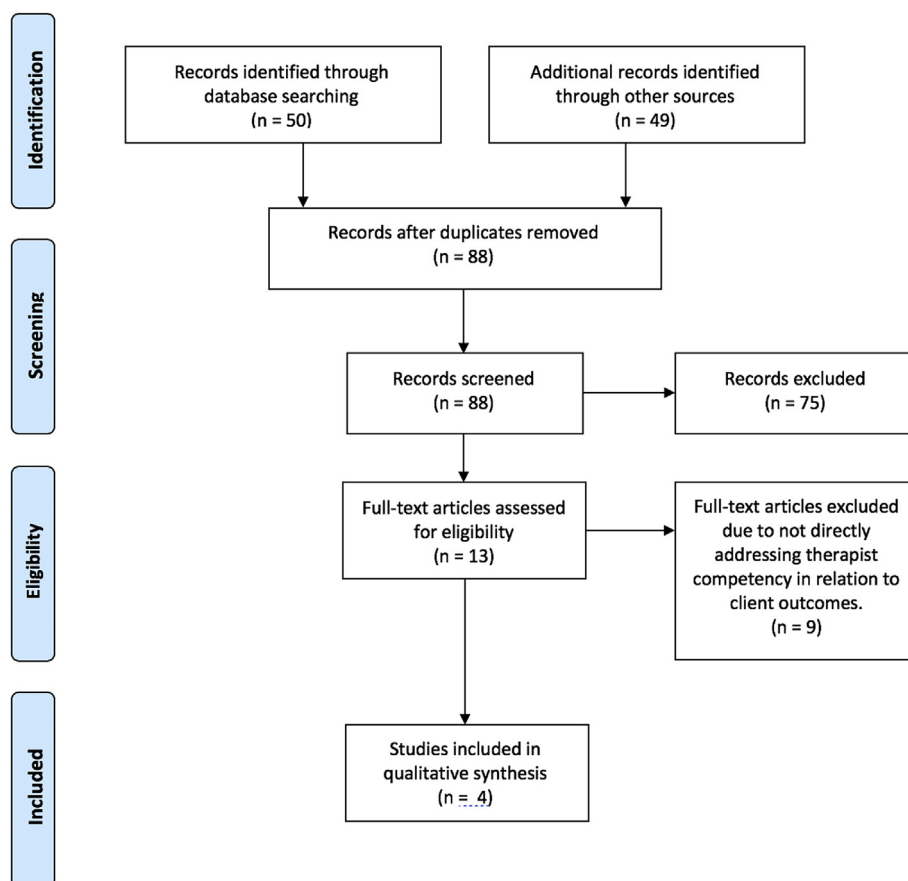 Identification
Records identified through
database searching
(n = 50)
Additional records identified
through other sources
(n = 49)
Records after duplicates removed
(n = 88)
Screening
Records screened
(n = 88)
Records excluded
(n = 75)
Eligibility
Full-text articles assessed
for eligibility
(n = 13)
Full-text articles excluded
due to not directly
addressing therapist
competency in relation to
client outcomes.
(n = 9)
Included
Studies included in
qualitative synthesis
(n = 4)